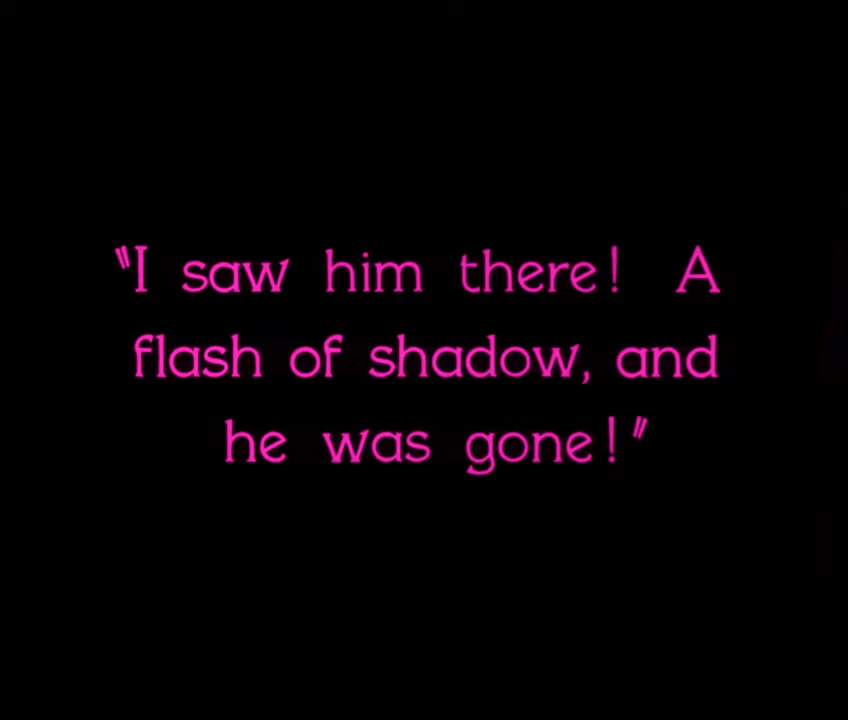 "I saw him there! A
flash of shadow, and
he was gone!"